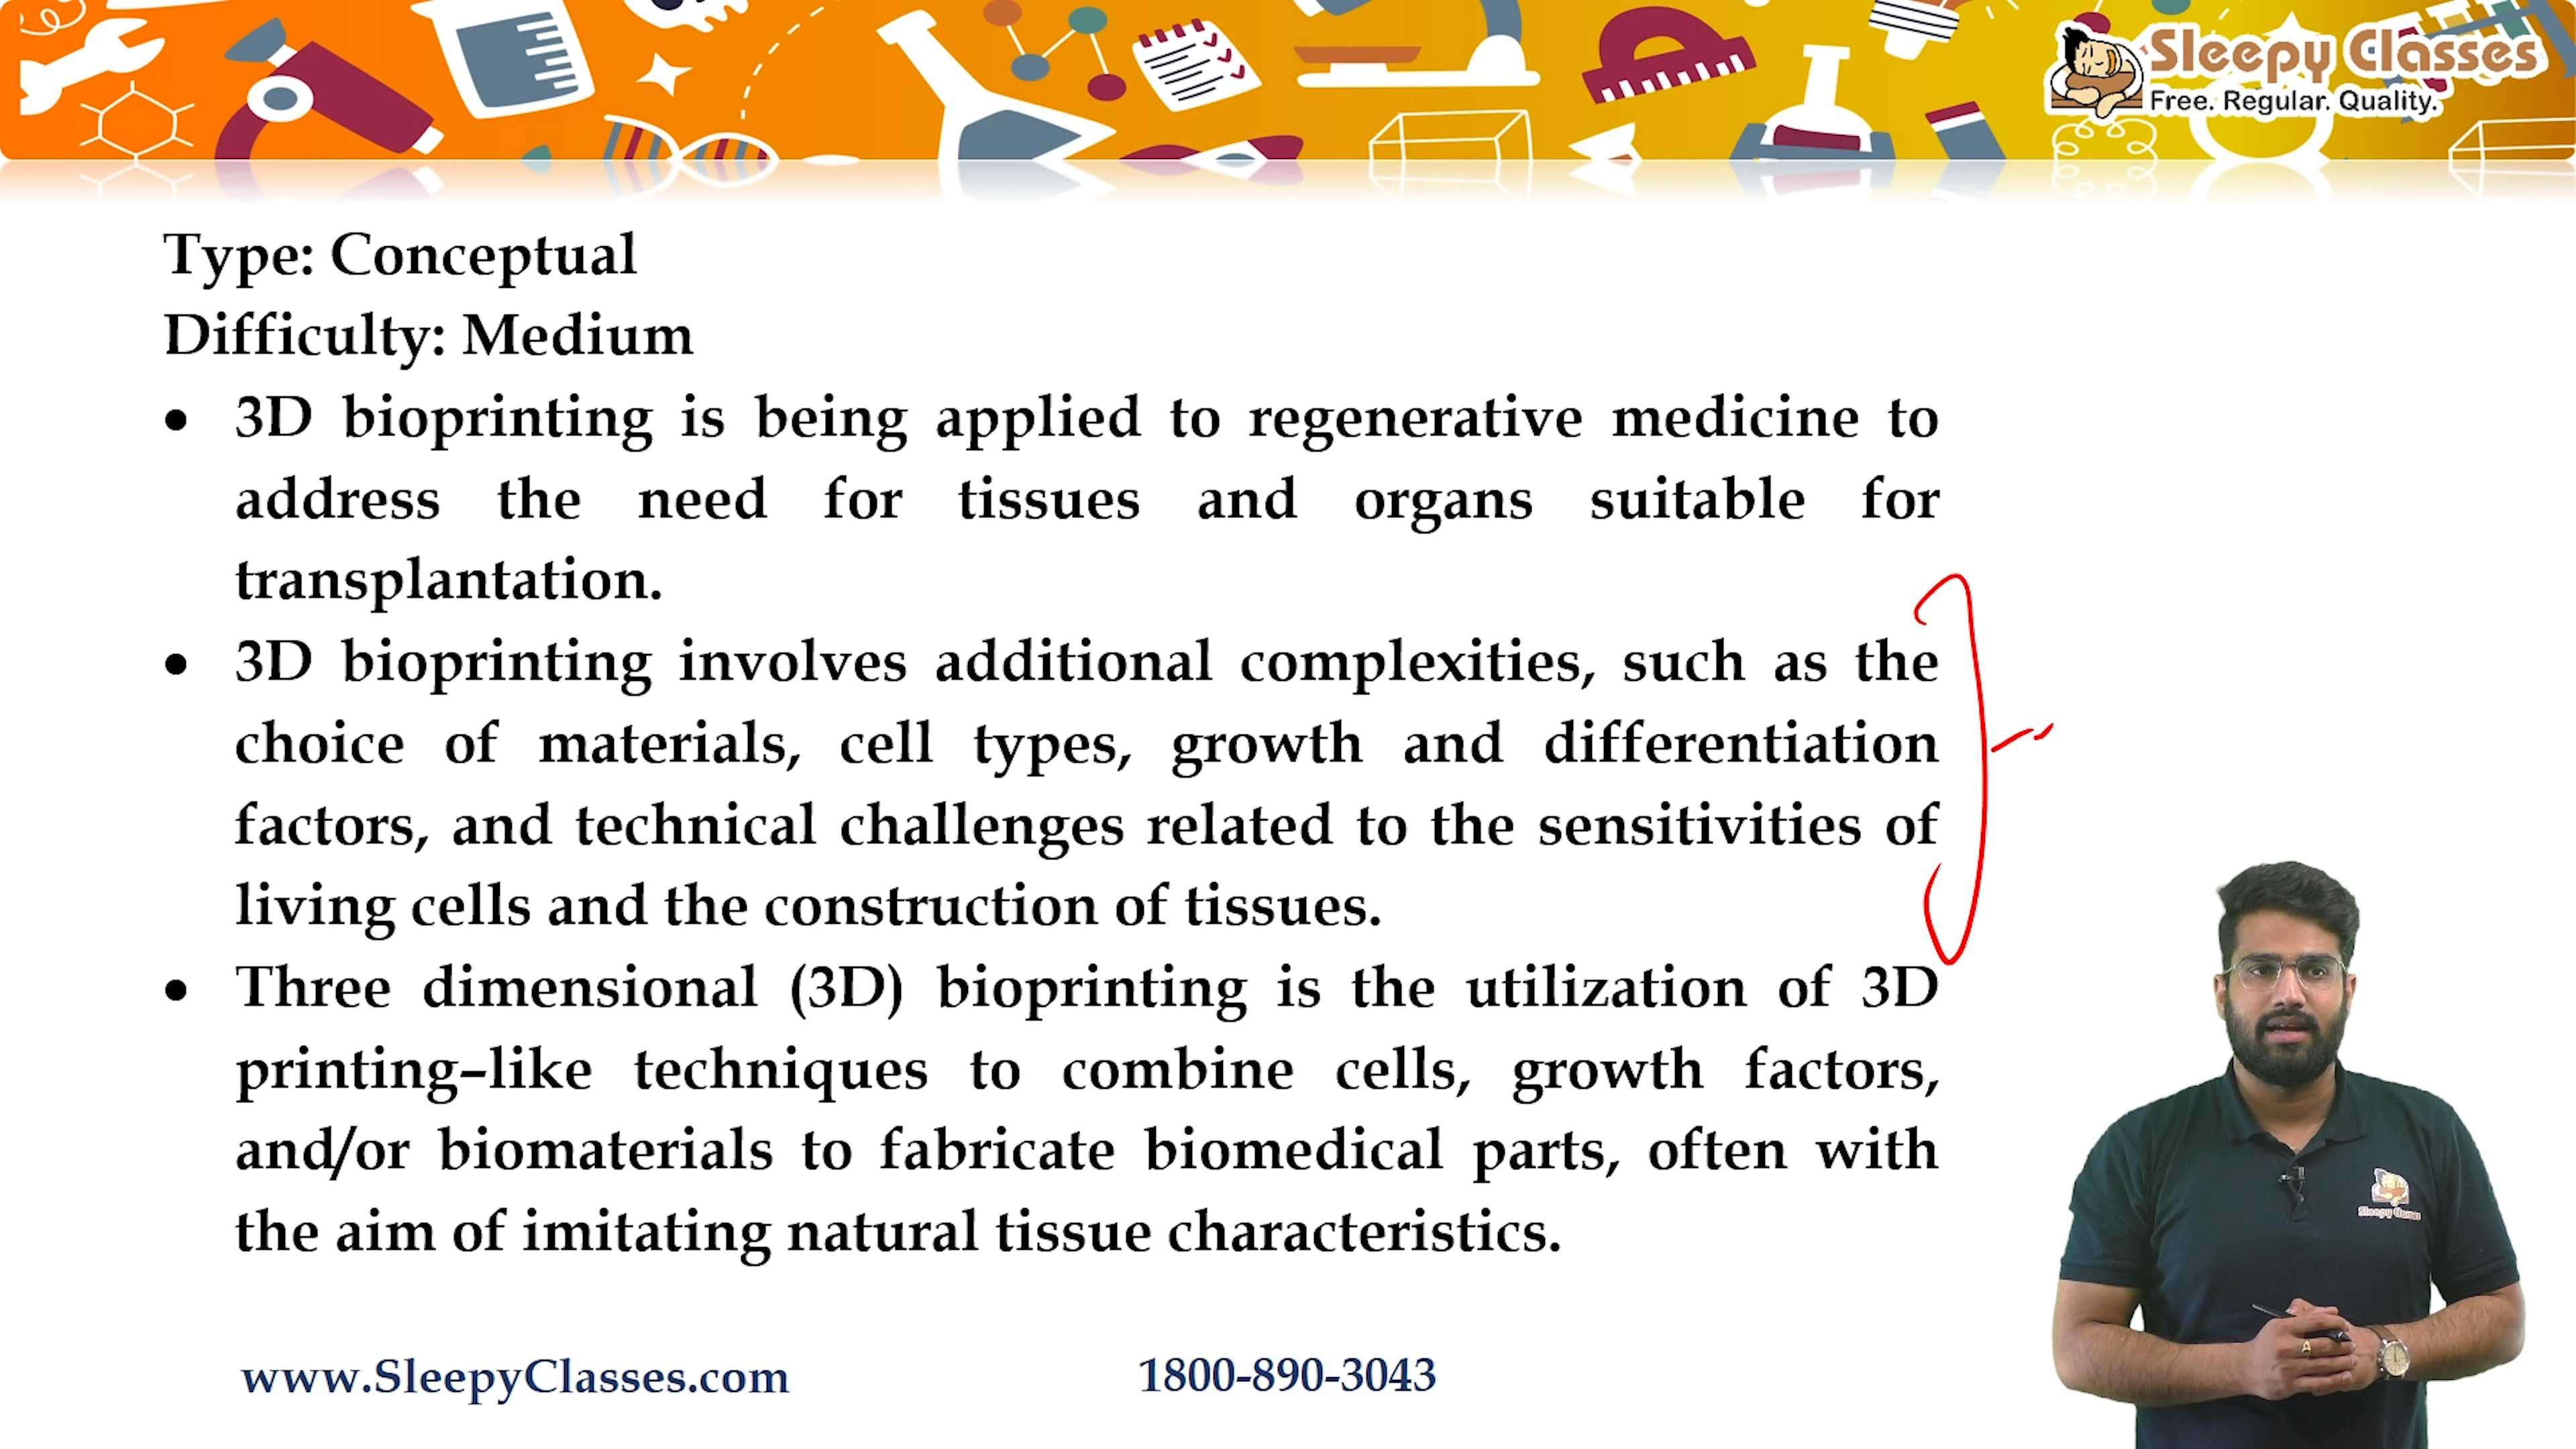 Sleepy Classes
Free. Regular. Quality.
Type: Conceptual
Difficulty: Medium
• 3D bioprinting is being applied to regenerative medicine to
address the need for tissues and organs suitable for
transplantation.
• 3D bioprinting involves additional complexities, such as the
choice of materials, cell types, growth and differentiation
factors, and technical challenges related to the sensitivities of
living cells and the construction of tissues.
• Three dimensional (3D) bioprinting is the utilization of 3D
printing–like techniques to combine cells, growth factors,
and/or biomaterials to fabricate biomedical parts, often with
the aim of imitating natural tissue characteristics.
Sleepy Classes
www.SleepyClasses.com
1800-890-3043